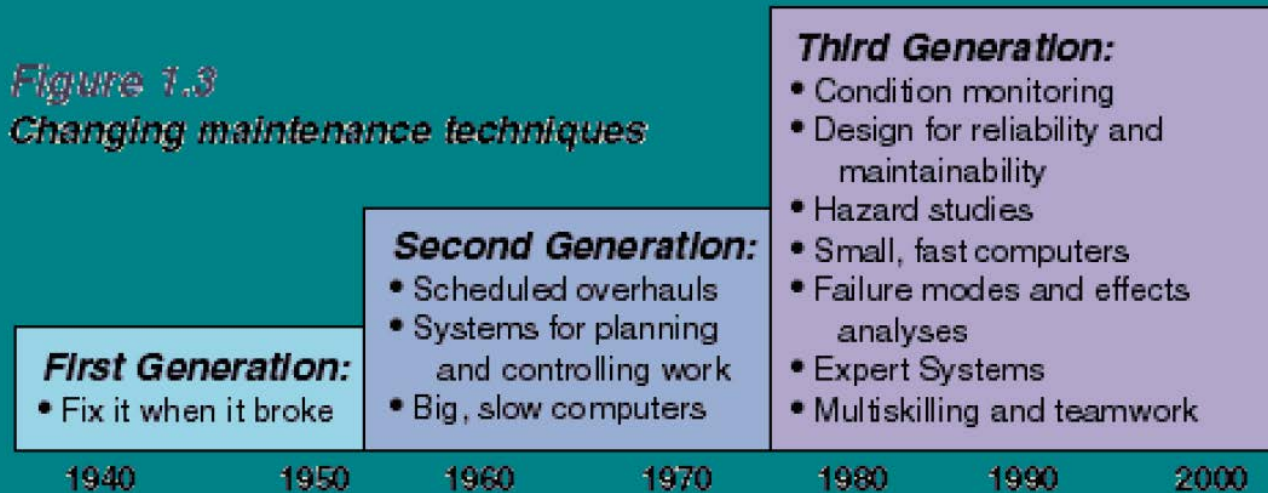 Figure 1.3
Changing maintenance techniques
First Generation:
• Fix it when it broke
Second Generation:
• Scheduled overhauls
• Systems for planning
and controlling work
• Big, slow computers
Third Generation:
• Condition monitoring
• Design for reliability and
maintainability
• Hazard studies
• Small, fast computers
• Failure modes and effects
analyses
• Expert Systems
• Multiskilling and teamwork
1940 1950 1960 1970 1980 1990 2000